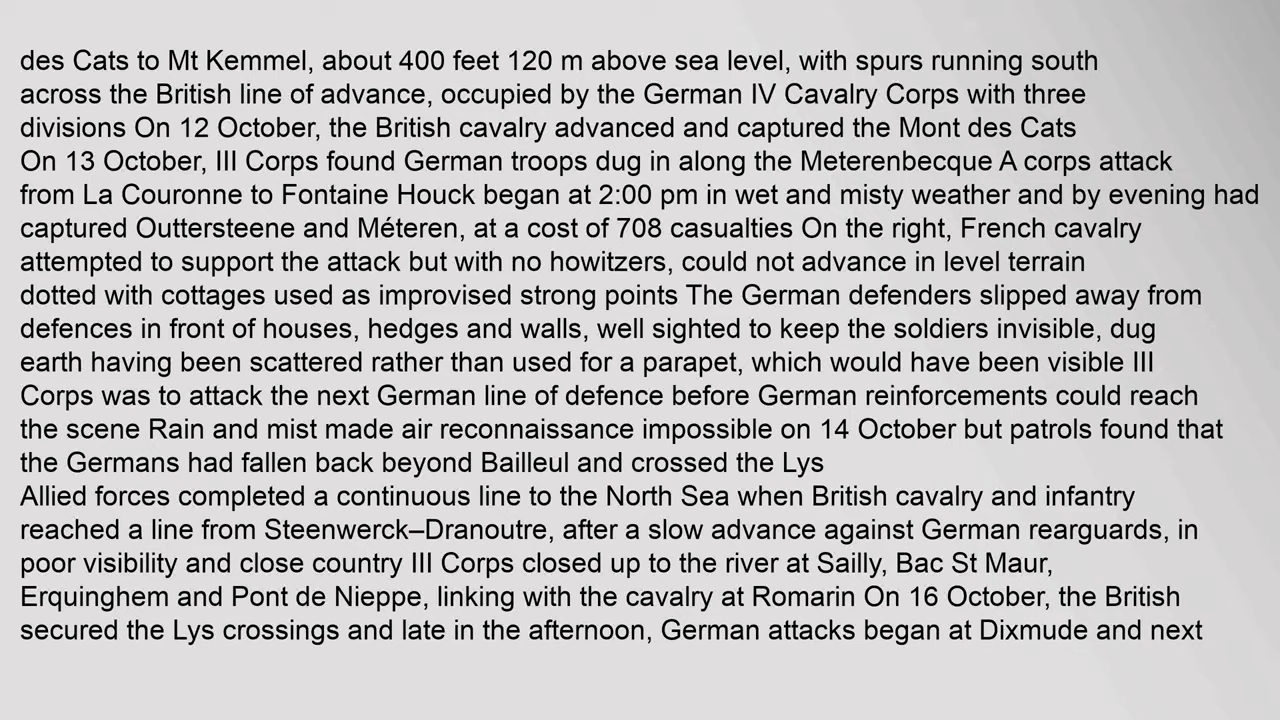 des Cats to Mt Kemmel, about 400 feet 120 m above sea level, with spurs running south
across the British line of advance, occupied by the German IV Cavalry Corps with three
divisions On 12 October, the British cavalry advanced and captured the Mont des Cats
On 13 October, III Corps found German troops dug in along the Meterenbecque A corps attack
from La Couronne to Fontaine Houck began at 2:00 pm in wet and misty weather and by evening had
captured Outtersteene and Méteren, at a cost of 708 casualties On the right, French cavalry
attempted to support the attack but with no howitzers, could not advance in level terrain
dotted with cottages used as improvised strong points The German defenders slipped away from
defences in front of houses, hedges and walls, well sighted to keep the soldiers invisible, dug
earth having been scattered rather than used for a parapet, which would have been visible III
Corps was to attack the next German line of defence before German reinforcements could reach
the scene Rain and mist made air reconnaissance impossible on 14 October but patrols found that
the Germans had fallen back beyond Bailleul and crossed the Lys
Allied forces completed a continuous line to the North Sea when British cavalry and infantry
reached a line from Steenwerck–Dranoutre, after a slow advance against German rearguards, in
poor visibility and close country III Corps closed up to the river at Sailly, Bac St Maur,
Erquinghem and Pont de Nieppe, linking with the cavalry at Romarin On 16 October, the British
secured the Lys crossings and late in the afternoon, German attacks began at Dixmude and next